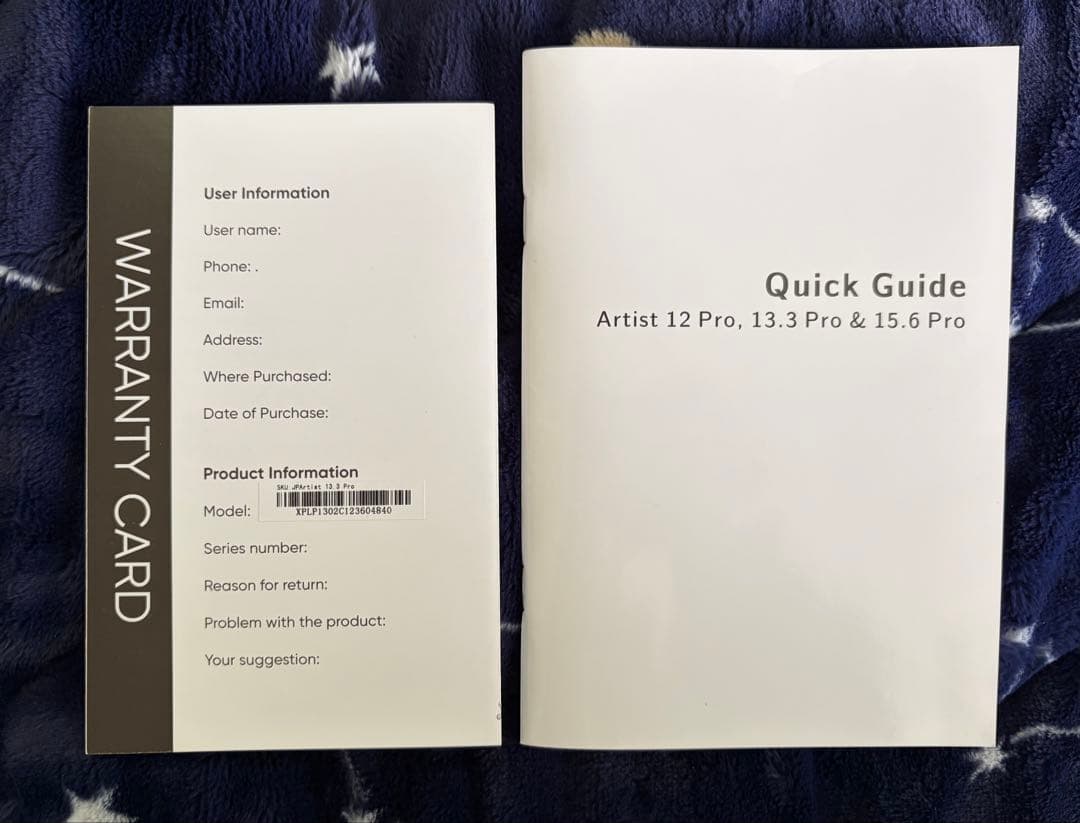 WARRANTY CARD
User Information
User name:
Phone: .
Email:
Address:
Where Purchased:
Date of Purchase:
Product Information
SKU:JPArtist 13.3 Pro
Model:
XPLP1302C123604840
Series number:
Reason for return:
Problem with the product:
Your suggestion:
Quick Guide
Artist 12 Pro, 13.3 Pro & 15.6 Pro